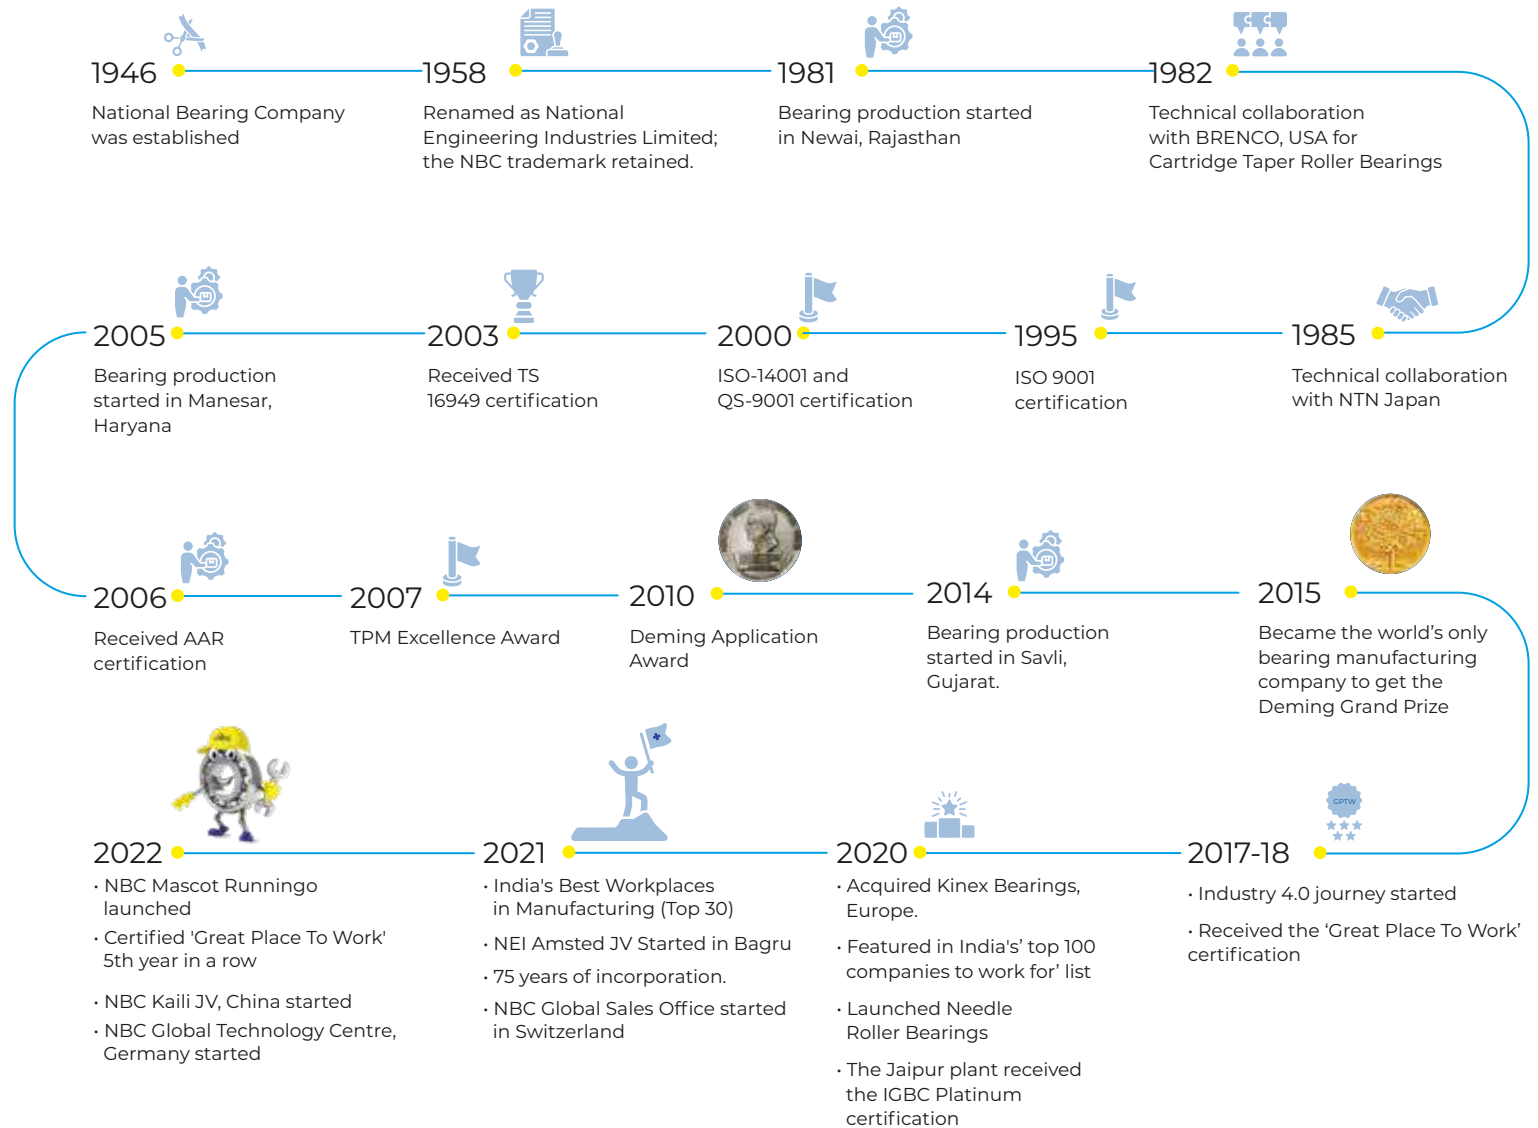 1946
National Bearing Company
was established
1958
Renamed as National
Engineering Industries Limited;
the NBC trademark retained.
1981
Bearing production started
in Newai, Rajasthan
1982
Technical collaboration
with BRENCO, USA for
Cartridge Taper Roller Bearings
1985
Technical collaboration
with NTN Japan
1995
ISO 9001
certification
2000
ISO-14001 and
QS-9001 certification
2003
Received TS
16949 certification
2005
Bearing production
started in Manesar,
Haryana
2006
Received AAR
certification
2007
TPM Excellence Award
2010
Deming Application
Award
2014
Bearing production
started in Savli,
Gujarat.
2015
Became the world’s only
bearing manufacturing
company to get the
Deming Grand Prize
GPTW
2017-18
· Industry 4.0 journey started
· Received the ‘Great Place To Work’
certification
2020
· Acquired Kinex Bearings,
Europe.
· Featured in India's’ top 100
companies to work for’ list
· Launched Needle
Roller Bearings
· The Jaipur plant received
the IGBC Platinum
certification
2021
· India's Best Workplaces
in Manufacturing (Top 30)
· NEI Amsted JV Started in Bagru
· 75 years of incorporation.
· NBC Global Sales Office started
in Switzerland
2022
· NBC Mascot Runningo
launched
· Certified 'Great Place To Work'
5th year in a row
· NBC Kaili JV, China started
· NBC Global Technology Centre,
Germany started